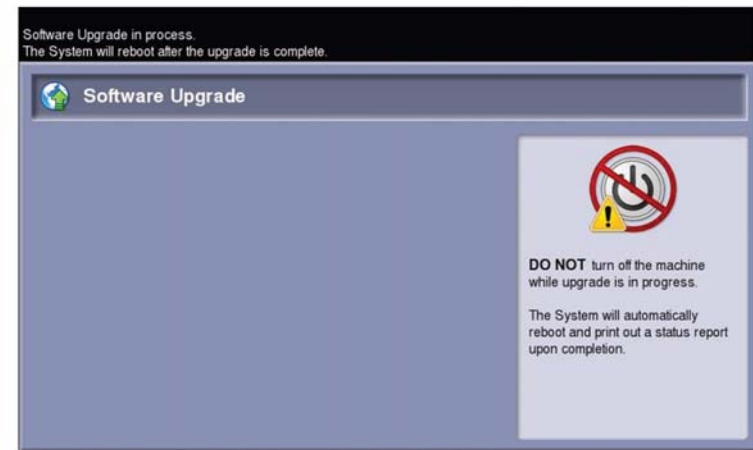 Software Upgrade in process.
The System will reboot after the upgrade is complete.
Software Upgrade
DO NOT turn off the machine
while upgrade is in progress.
The System will automatically
reboot and print out a status report
upon completion.